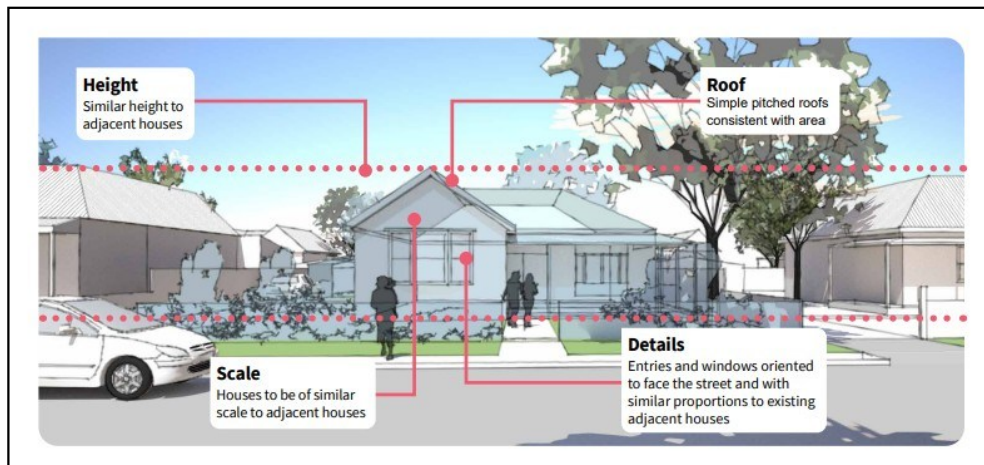 Height
Similar height to
adjacent houses
Roof
Simple pitched roofs
consistent with area
Scale
Houses to be of similar
scale to adjacent houses
Details
Entries and windows oriented
to face the street and with
similar proportions to existing
adjacent houses